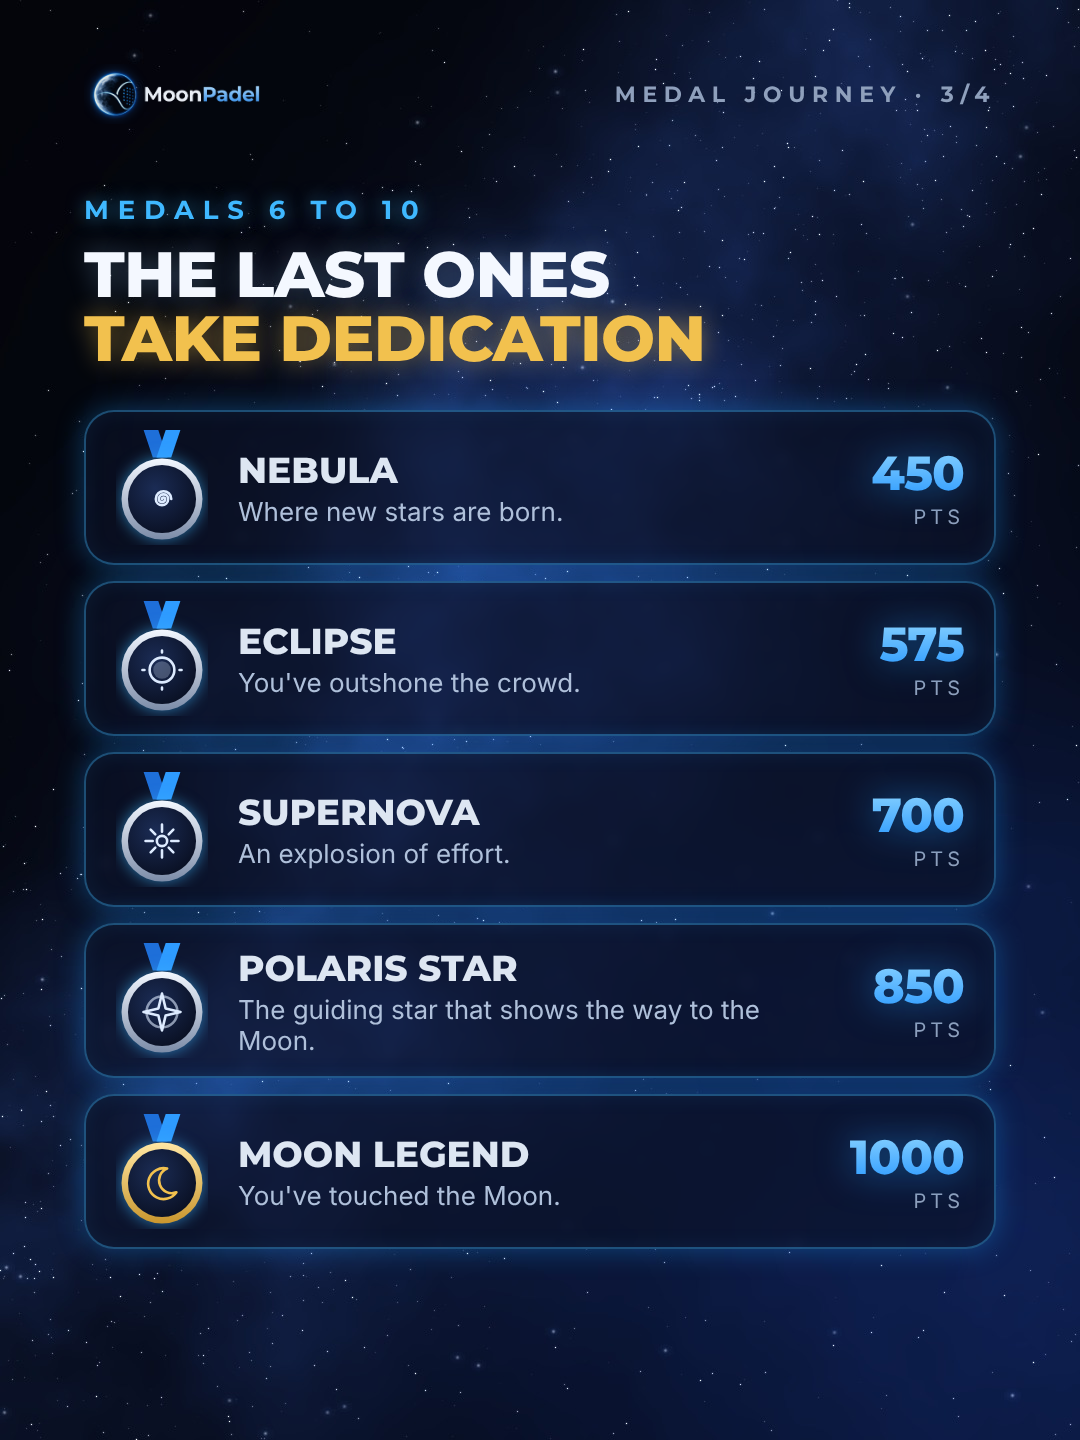 MoonPadel
MEDAL JOURNEY · 3/4
MEDALS 6 TO 10
THE LAST ONES
TAKE DEDICATION
NEBULA
Where new stars are born.
450
PTS
ECLIPSE
You've outshone the crowd.
575
PTS
SUPERNOVA
An explosion of effort.
700
PTS
POLARIS STAR
The guiding star that shows the way to the
Moon.
850
PTS
MOON LEGEND
You've touched the Moon.
1000
PTS